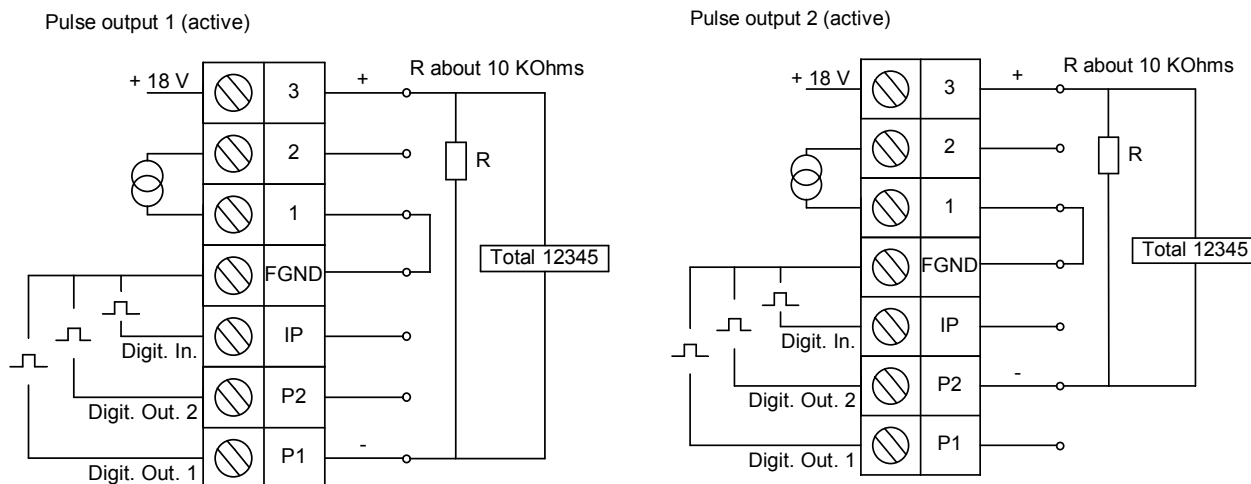 Pulse output 1 (active)
+ 18 V
3
+
R about 10 KOhms
2
R
1
Total 12345
FGND
IP
Digit. In.
P2
Digit. Out. 2
P1
-
Digit. Out. 1
Pulse output 2 (active)
+ 18 V
3
+
R about 10 KOhms
2
R
1
Total 12345
FGND
IP
Digit. In.
P2
-
Digit. Out. 2
P1
Digit. Out. 1